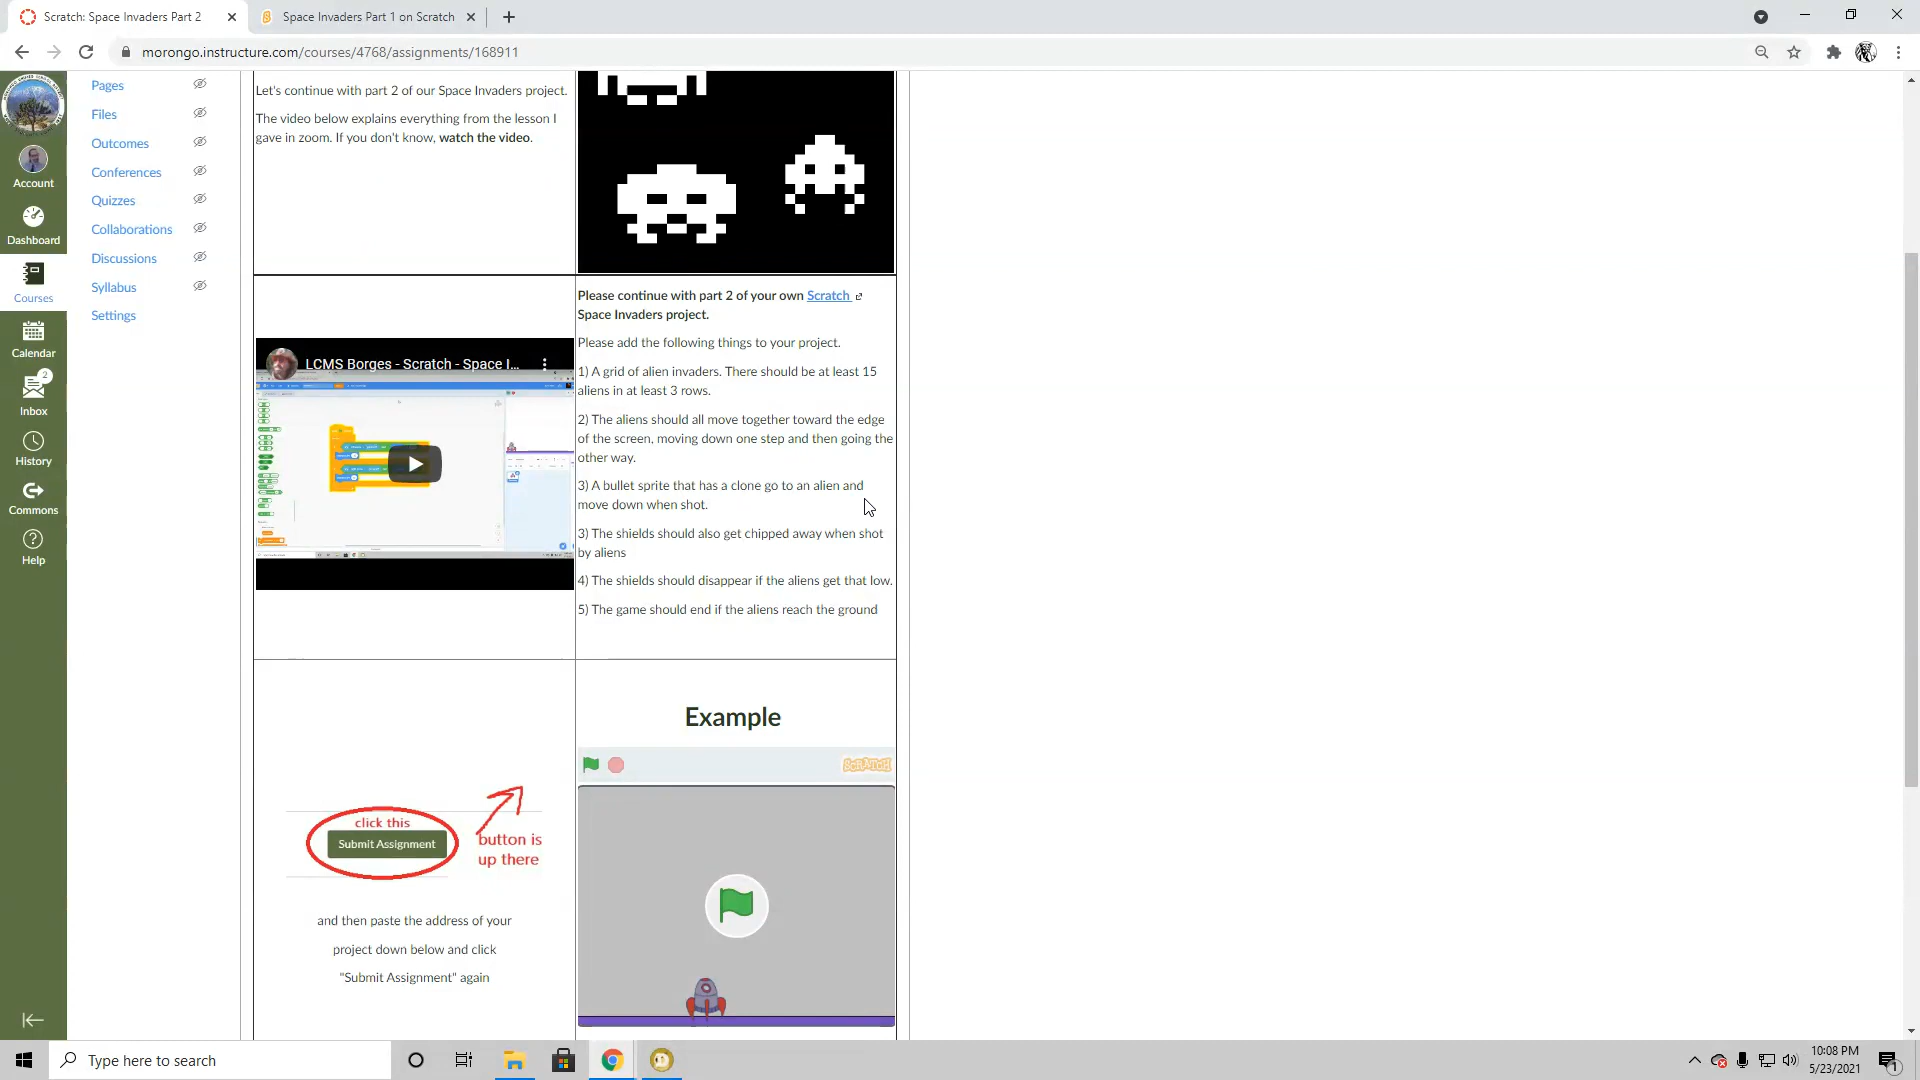 Scratch: Space Invaders Part 2
Space Invaders Part 1 on Scratch
morongo.instructure.com/courses/4768/assignments/168911
Account
Dashboard
Courses
Calendar
2
Inbox
History
Commons
Help
Pages
Files
Outcomes
Conferences
Quizzes
Collaborations
Discussions
Syllabus
Settings
Let's continue with part 2 of our Space Invaders project.
The video below explains everything from the lesson I
gave in zoom. If you don't know, watch the video.
LCMS Borges - Scratch - Space I...
Please continue with part 2 of your own Scratch
Space Invaders project.
Please add the following things to your project.
1) A grid of alien invaders. There should be at least 15
aliens in at least 3 rows.
2) The aliens should all move together toward the edge
of the screen, moving down one step and then going the
other way.
3) A bullet sprite that has a clone go to an alien and
move down when shot.
3) The shields should also get chipped away when shot
by aliens
4) The shields should disappear if the aliens get that low.
5) The game should end if the aliens reach the ground
click this
Submit Assignment
button is
up there
and then paste the address of your
project down below and click
"Submit Assignment" again
Example
SCRATCH
Type here to search
10:08 PM
5/23/2021
1